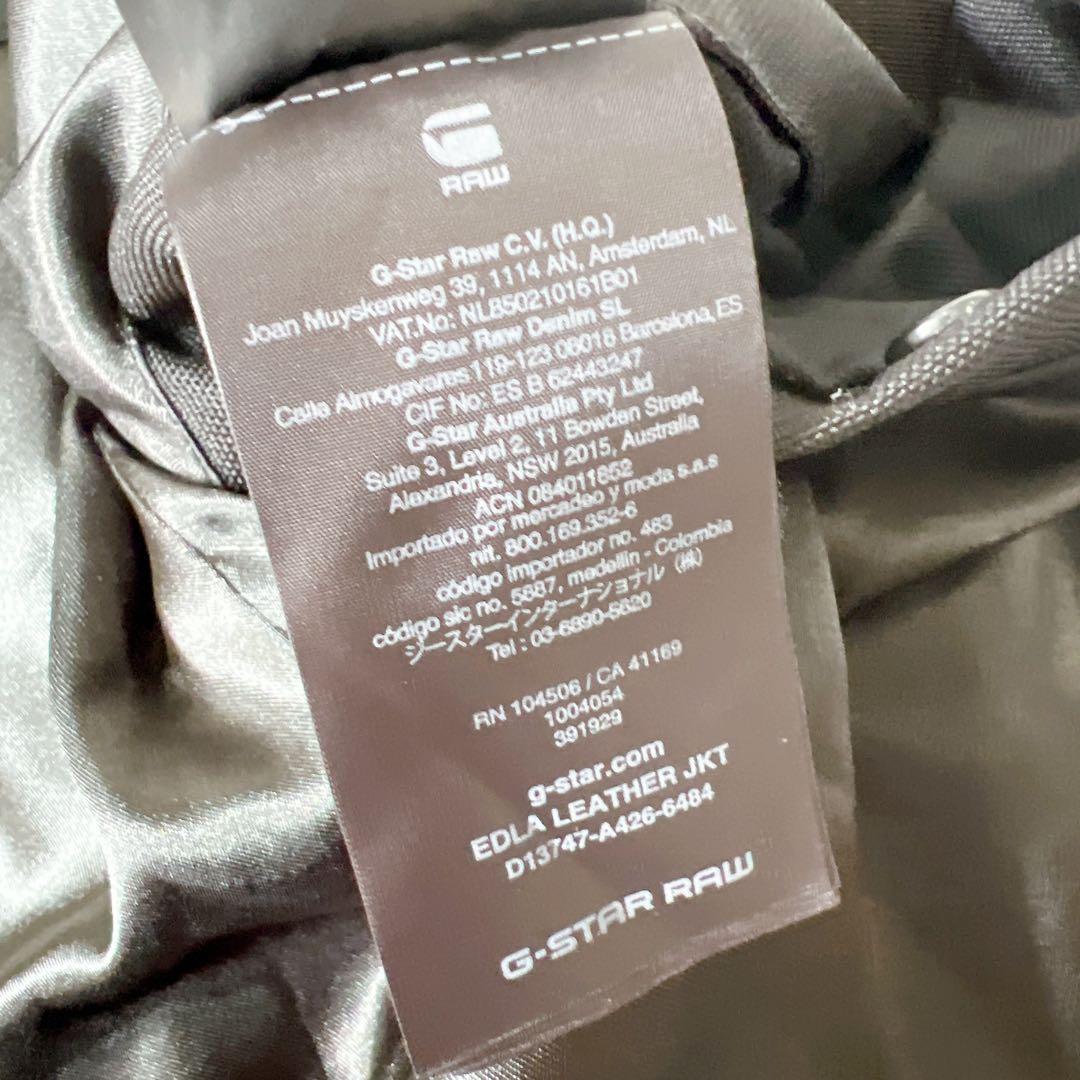 G
RAW
G-Star Raw C.V. (H.Q.)
Joan Muyskenweg 39, 1114 AN, Amsterdam, NL
VAT.No: NL850210161B01
G-Star Raw Denim SL
Calle Almogavares 119-123.08018 Barcelona, ES
CIF No: ES B 62443247
G-Star Australia Pty Ltd
Suite 3, Level 2, 11 Bowden Street,
Alexandria, NSW 2015, Australia
ACN 084011852
Importado por mercadeo y moda s.a.s
nit. 800.169.352-6
código importador no. 483
código sic no. 5887, medellin - Colombia
ジースターインターナショナル (株)
Tel : 03-6890-5620
RN 104506 / CA 41169
1004054
391929
g-star.com
EDLA LEATHER JKT
D13747-A426-6484
G-STAR RAW